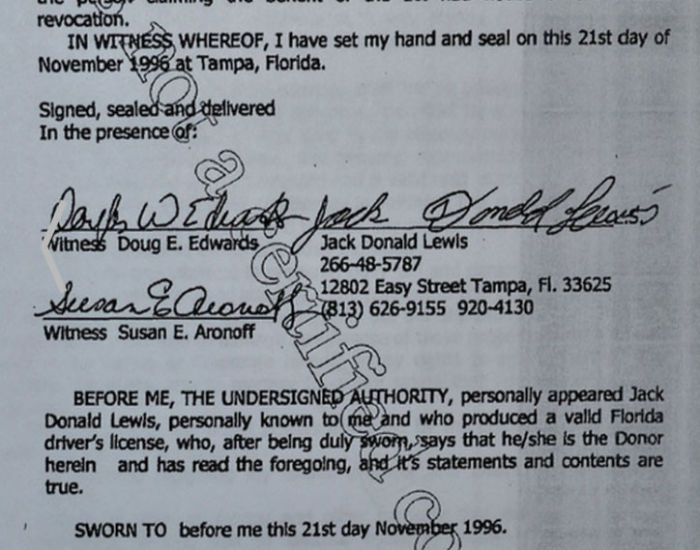 revocation.
IN WITNESS WHEREOF, I have set my hand and seal on this 21st day of
November 1996 at Tampa, Florida.
Signed, sealed and delivered
In the presence of:
Jack Donald Lewis
Witness Doug E. Edwards
Jack Donald Lewis
266-48-5787
12802 Easy Street Tampa, Fl. 33625
(813) 626-9155 920-4130
Susan E Aronoff
Witness Susan E. Aronoff
BEFORE ME, THE UNDERSIGNED AUTHORITY, personally appeared Jack
Donald Lewis, personally known to me and who produced a valid Florida
driver's license, who, after being duly sworn, says that he/she is the Donor
herein and has read the foregoing, and it's statements and contents are
true.
SWORN TO before me this 21st day November 1996.